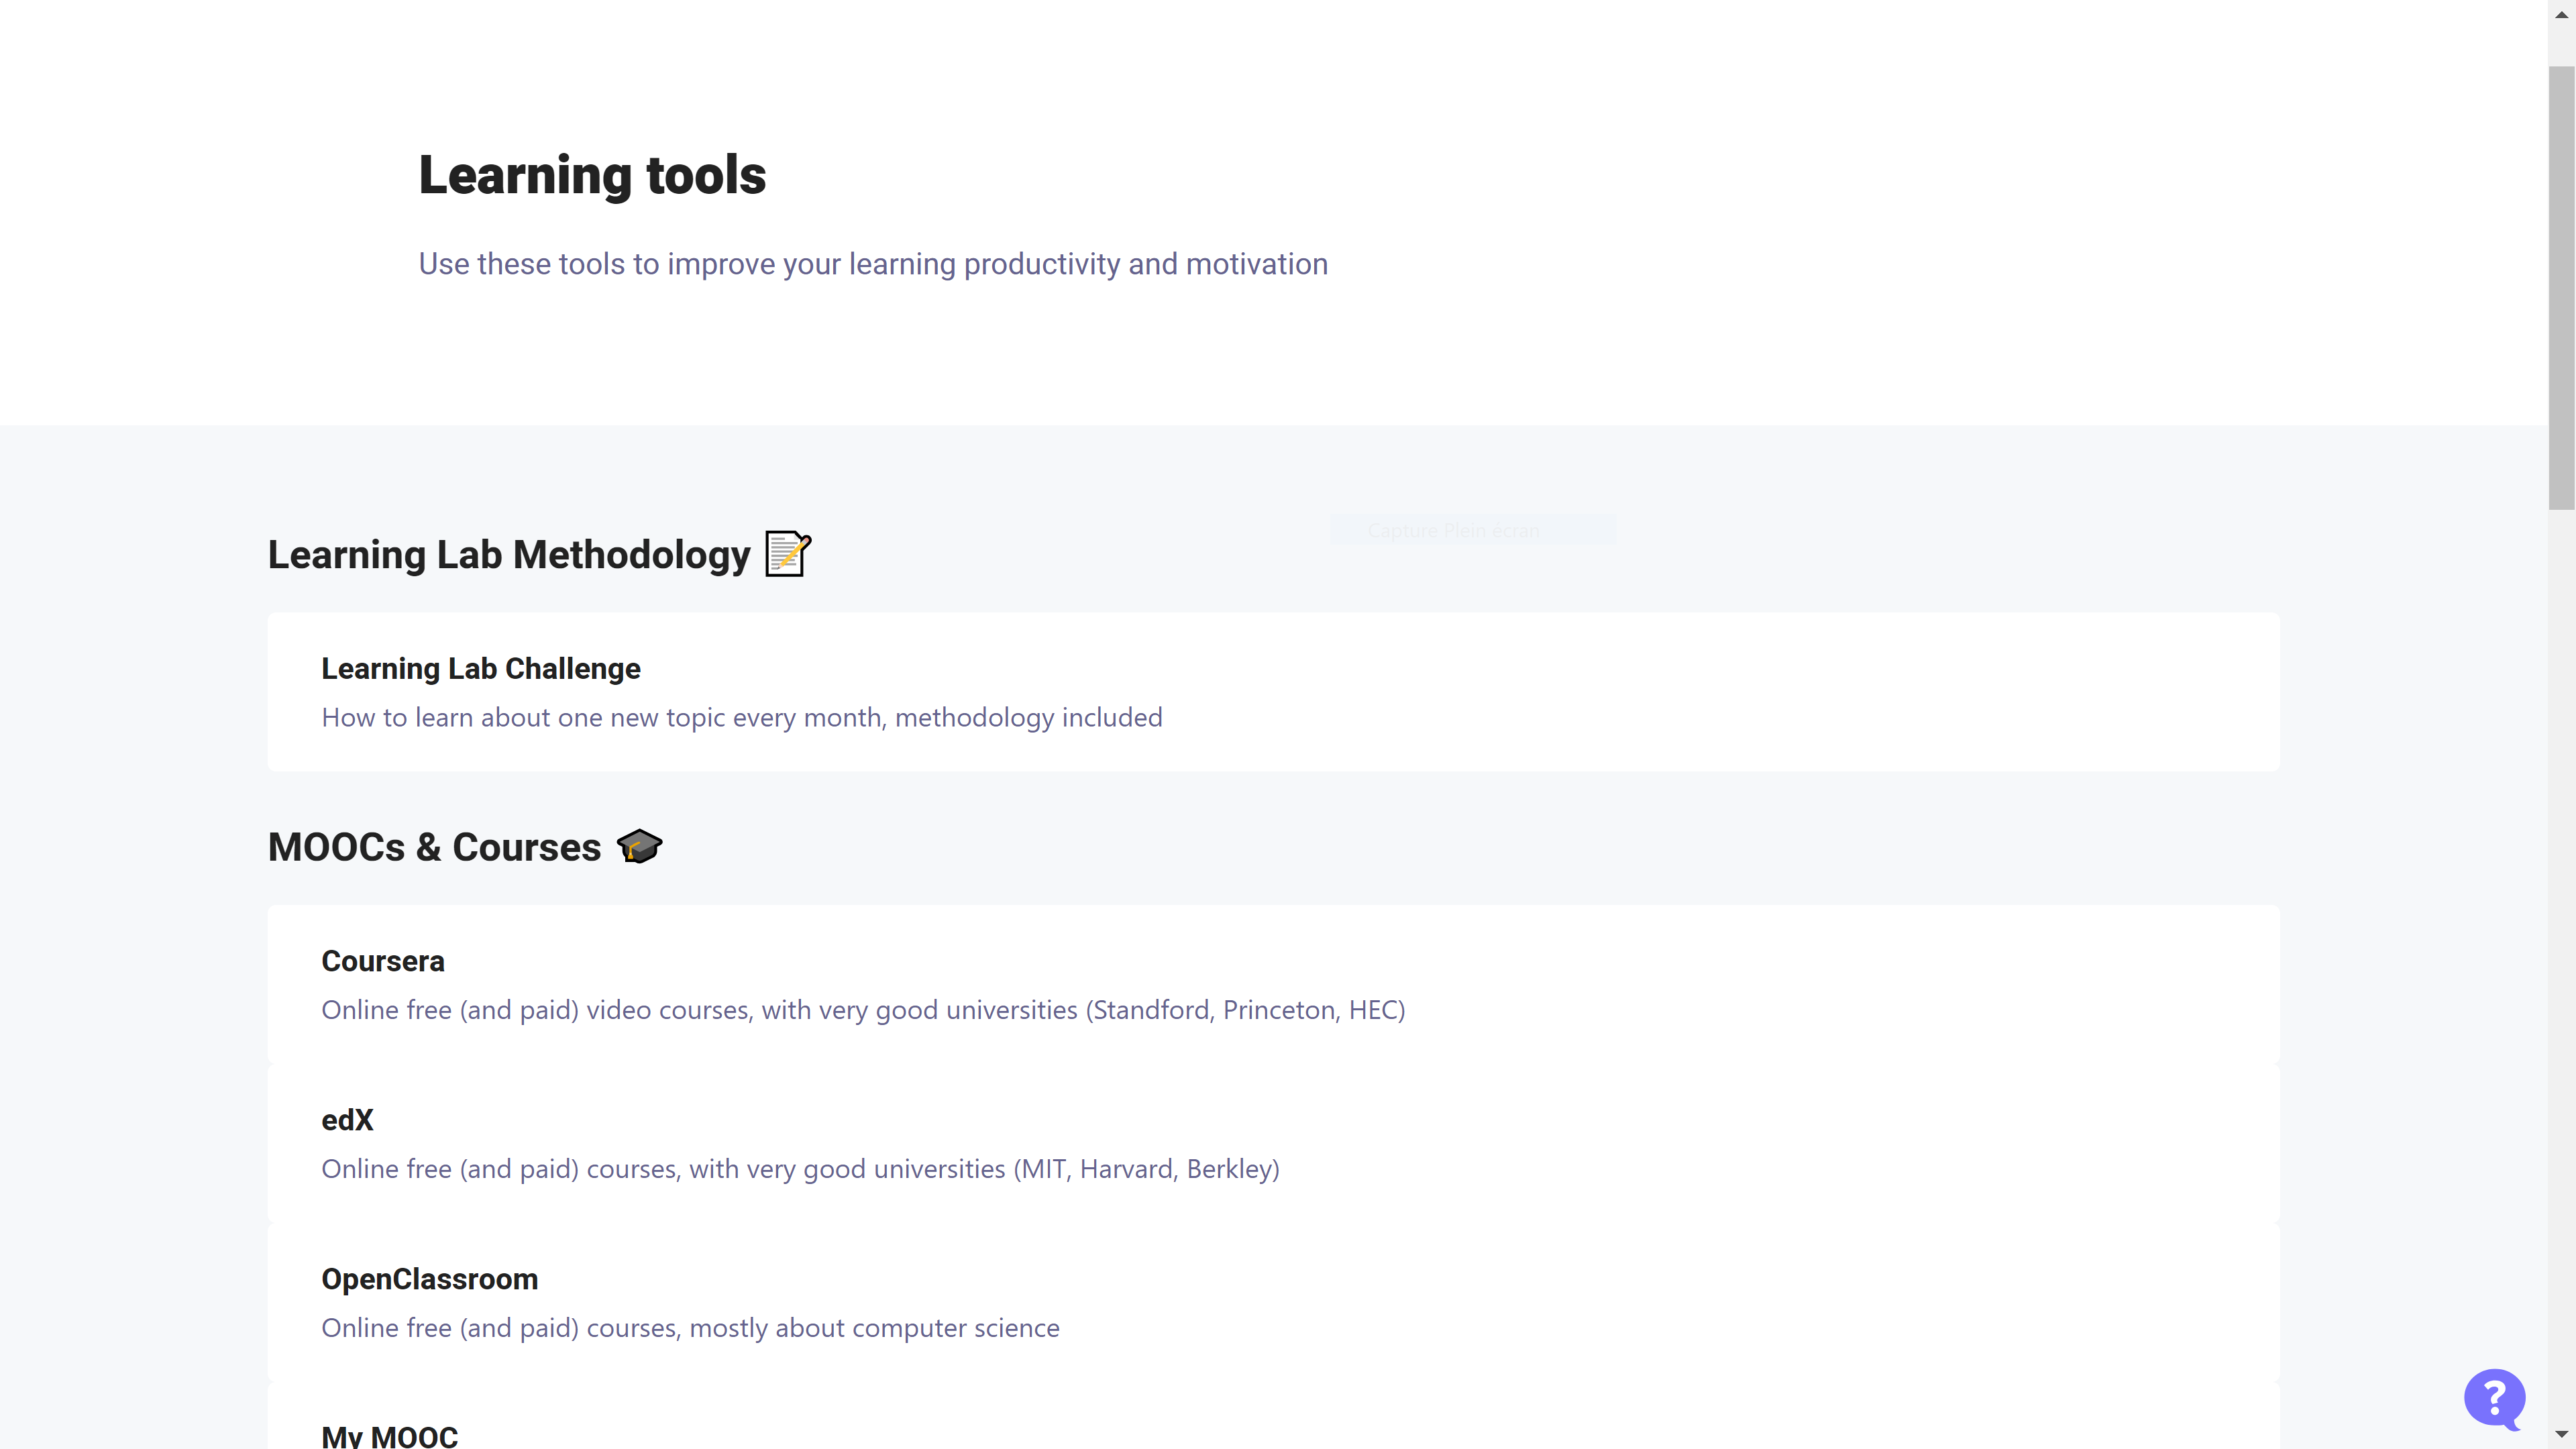 Learning tools
Use these tools to improve your learning productivity and motivation
Capture Plein écran
Learning Lab Methodology 📝
Learning Lab Challenge
How to learn about one new topic every month, methodology included
MOOCs & Courses 🎓
Coursera
Online free (and paid) video courses, with very good universities (Standford, Princeton, HEC)
edX
Online free (and paid) courses, with very good universities (MIT, Harvard, Berkley)
OpenClassroom
Online free (and paid) courses, mostly about computer science
My MOOC
?